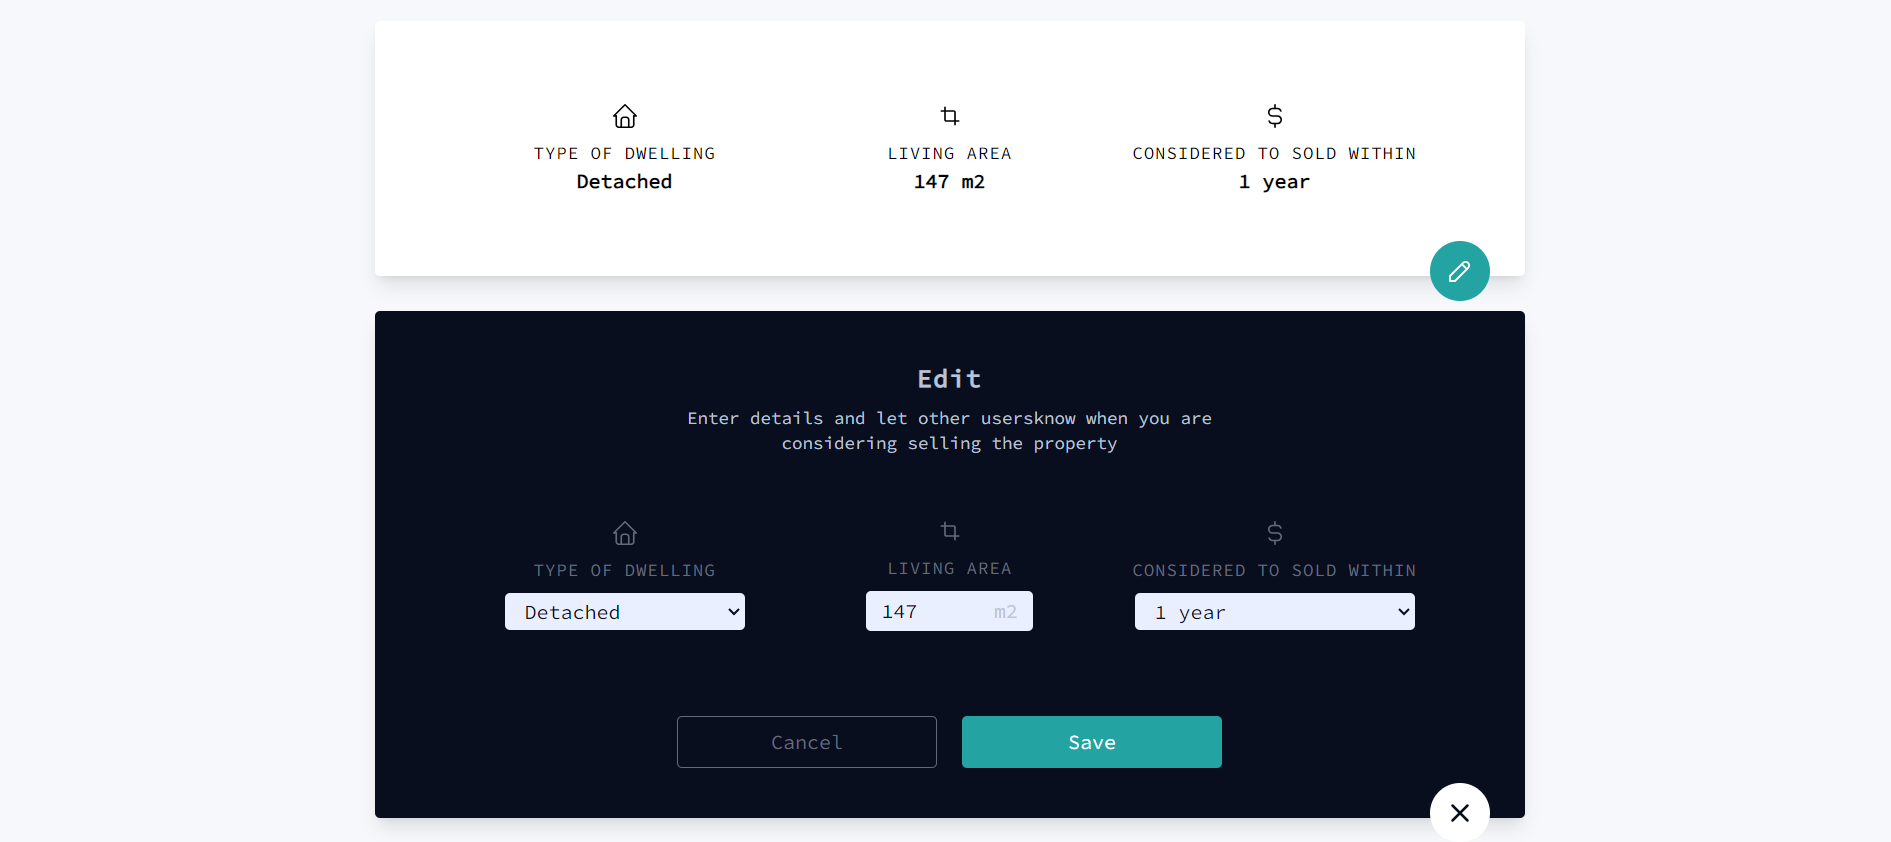 TYPE OF DWELLING
Detached
LIVING AREA
147 m2
CONSIDERED TO SOLD WITHIN
1 year
Edit
Enter details and let other usersknow when you are
considering selling the property
TYPE OF DWELLING
Detached
LIVING AREA
147 m2
CONSIDERED TO SOLD WITHIN
1 year
Cancel
Save